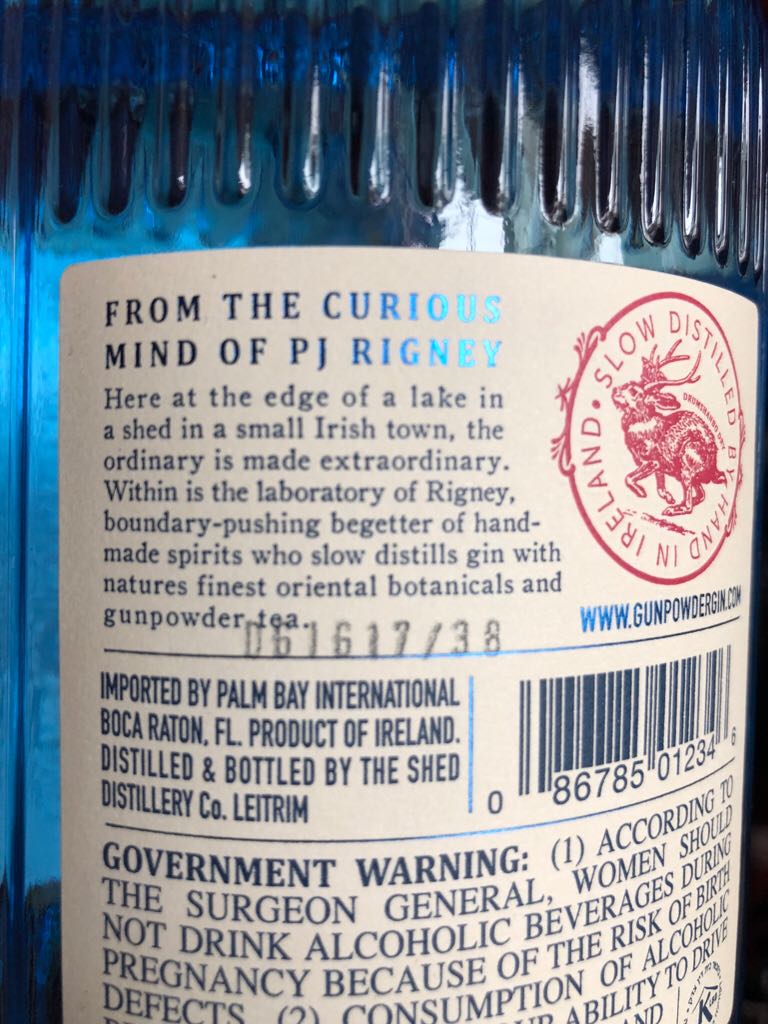 FROM THE CURIOUS
MIND OF PJ RIGNEY
Here at the edge of a lake in
a shed in a small Irish town, the
ordinary is made extraordinary.
Within is the laboratory of Rigney,
boundary-pushing begetter of hand-
made spirits who slow distills gin with
natures finest oriental botanicals and
gunpowder tea.
SLOW DISTILLED BY HAND IN IRELAND •
WWW.GUNPOWDERGIN.COM
061617/38
IMPORTED BY PALM BAY INTERNATIONAL
BOCA RATON, FL. PRODUCT OF IRELAND.
DISTILLED & BOTTLED BY THE SHED
DISTILLERY Co. LEITRIM
0 86785 01234 6
GOVERNMENT WARNING: (1) ACCORDING TO
THE SURGEON GENERAL, WOMEN SHOULD
NOT DRINK ALCOHOLIC BEVERAGES DURING
PREGNANCY BECAUSE OF THE RISK OF BIRTH
DEFECTS. (2) CONSUMPTION OF ALCOHOLIC
ABILITY TO DRIVE
K